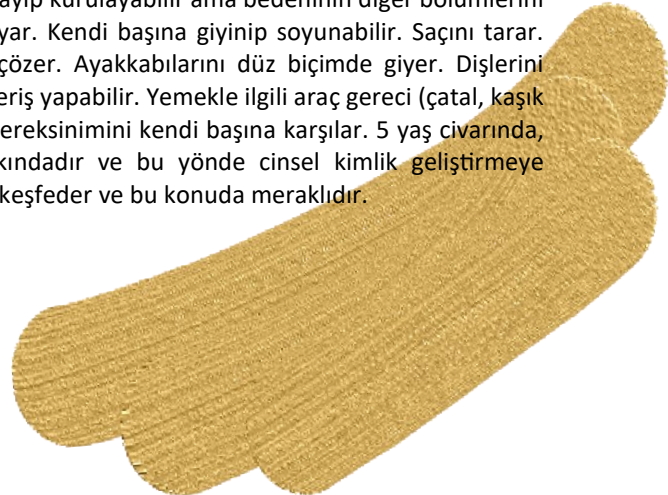 ayıp kurulayabilir ama bedeninin diğer bölümlerini
yar. Kendi başına giyinip soyunabilir. Saçını tarar.
çözer. Ayakkabılarını düz biçimde giyer. Dişlerini
eriş yapabilir. Yemekle ilgili araç gereci (çatal, kaşık
ereksinimini kendi başına karşılar. 5 yaş civarında,
kındadır ve bu yönde cinsel kimlik geliştirmeye
keşfeder ve bu konuda meraklıdır.